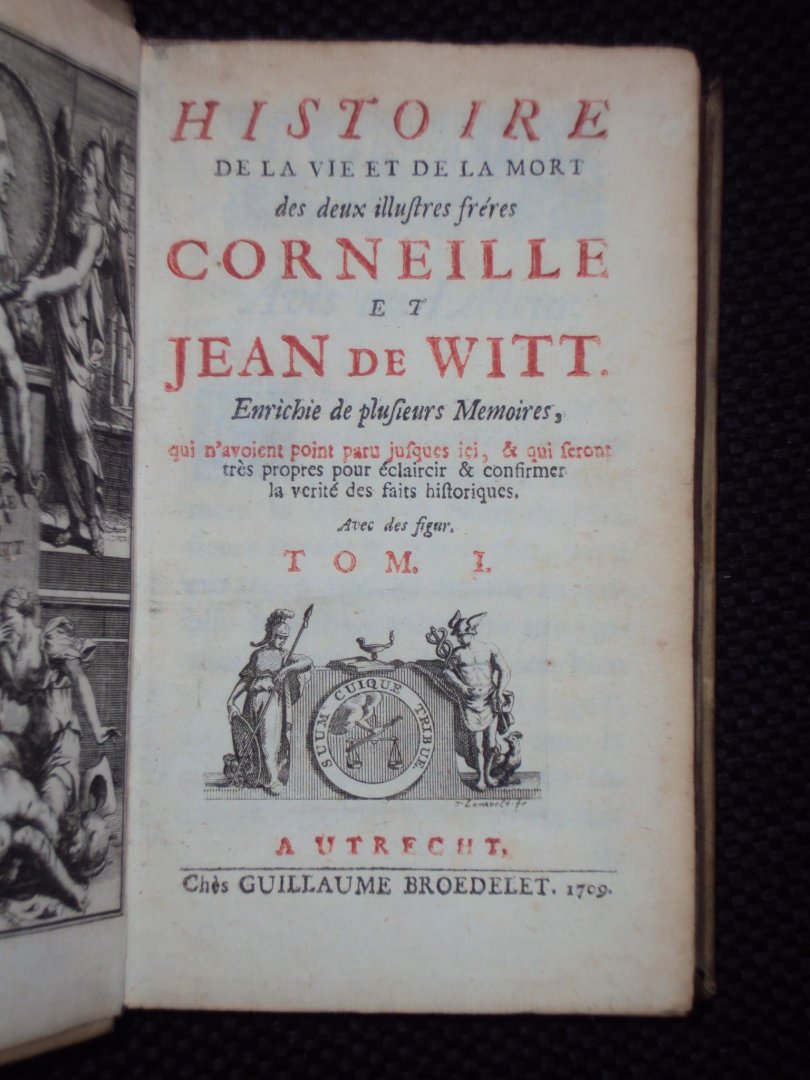 HISTOIRE
DE LA VIE ET DE LA MORT
des deux illuſtres fréres
CORNEILLE
ET
JEAN DE WITT.
Enrichie de pluſieurs Memoires,
qui n'avoient point paru juſques ici, & qui ſeront
très propres pour éclaircir & confirmer
la verité des faits hiſtoriques.
Avec des figur.
TOM. I.
SUUM CUIQUE TRIBUE.
A UTRECHT,
Chès GUILLAUME BROEDELET. 1709.